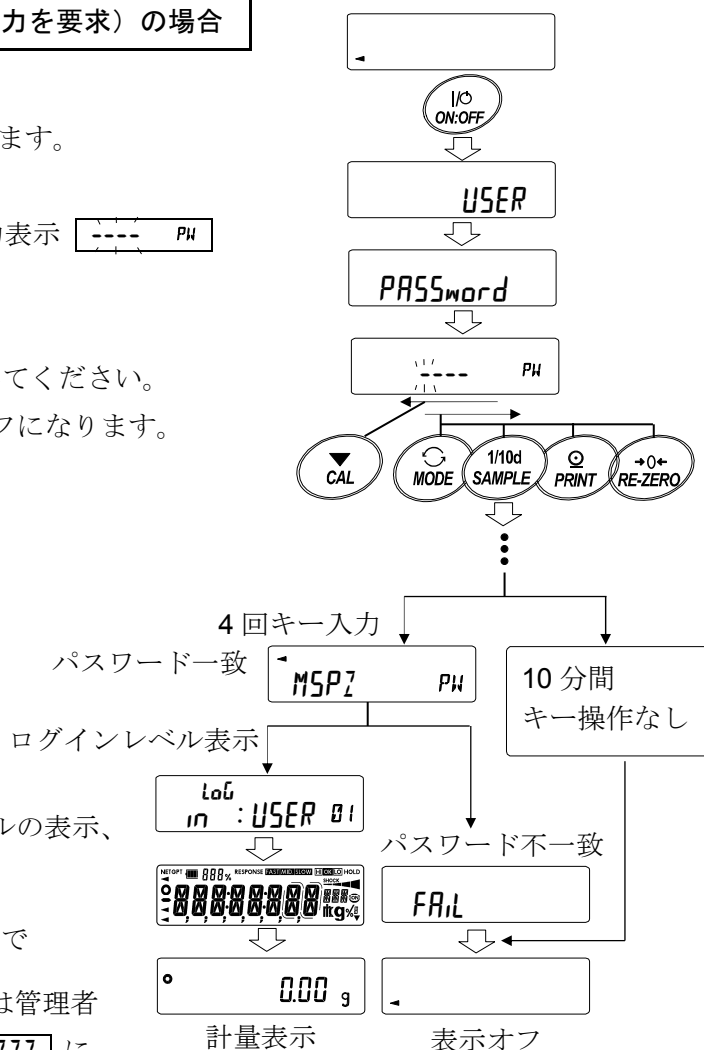 力を要求）の場合
I/⏻
ON:OFF
ます。
USER
表示 ---- PW
PASSword
---- PW
てください。
フになります。
CAL
MODE
1/10d
SAMPLE
PRINT
→0←
RE-ZERO
4 回キー入力
パスワード一致
MSPZ PW
10 分間
キー操作なし
ログインレベル表示
LoG
in : USER 01
ルの表示、
パスワード不一致
FAiL
で
0.00 g
は管理者
に
計量表示
表示オフ